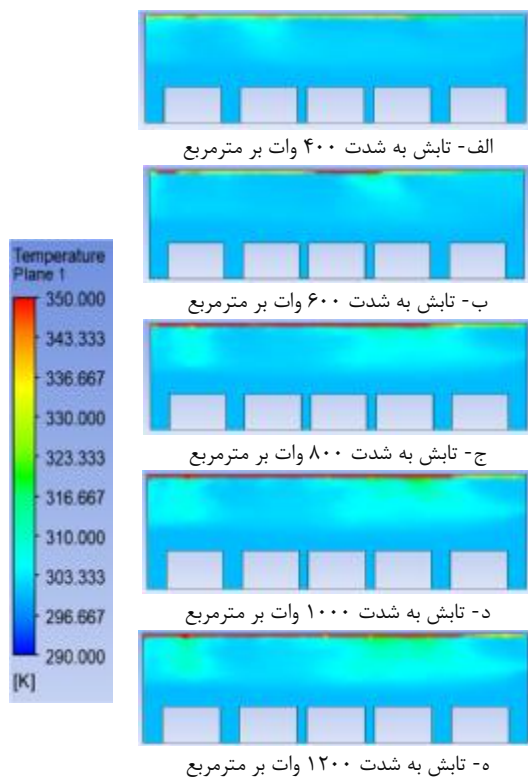 الف- تابش به شدت ۴۰۰ وات بر مترمربع
ب- تابش به شدت ۶۰۰ وات بر مترمربع
ج- تابش به شدت ۸۰۰ وات بر مترمربع
د- تابش به شدت ۱۰۰۰ وات بر مترمربع
ه- تابش به شدت ۱۲۰۰ وات بر مترمربع
Temperature
Plane 1
350.000
343.333
336.667
330.000
323.333
316.667
310.000
303.333
296.667
290.000
[K]